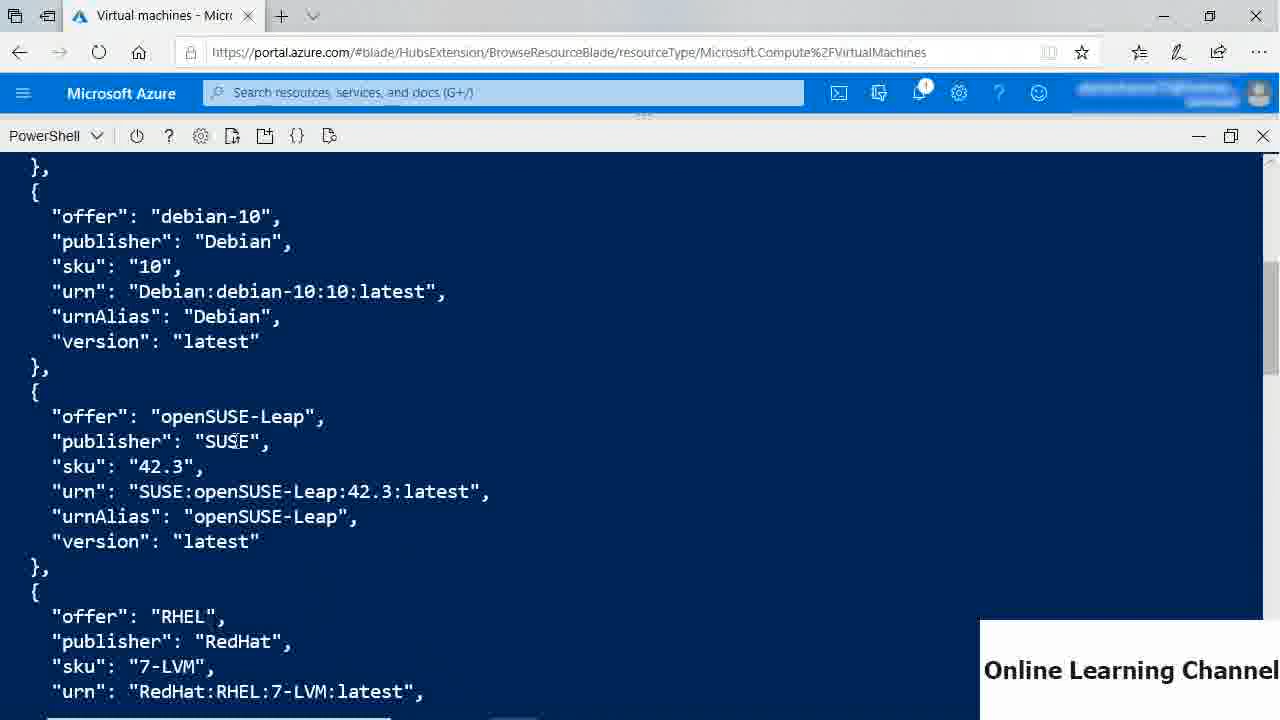 Virtual machines - Micro
https://portal.azure.com/#blade/HubsExtension/BrowseResourceBlade/resourceType/Microsoft.Compute%2FVirtualMachines
Microsoft Azure
Search resources, services, and docs (G+/)
1
PowerShell
},
{
"offer": "debian-10",
"publisher": "Debian",
"sku": "10",
"urn": "Debian:debian-10:10:latest",
"urnAlias": "Debian",
"version": "latest"
},
{
"offer": "openSUSE-Leap",
"publisher": "SUSE",
"sku": "42.3",
"urn": "SUSE:openSUSE-Leap:42.3:latest",
"urnAlias": "openSUSE-Leap",
"version": "latest"
},
{
"offer": "RHEL",
"publisher": "RedHat",
"sku": "7-LVM",
"urn": "RedHat:RHEL:7-LVM:latest",
Online Learning Channel